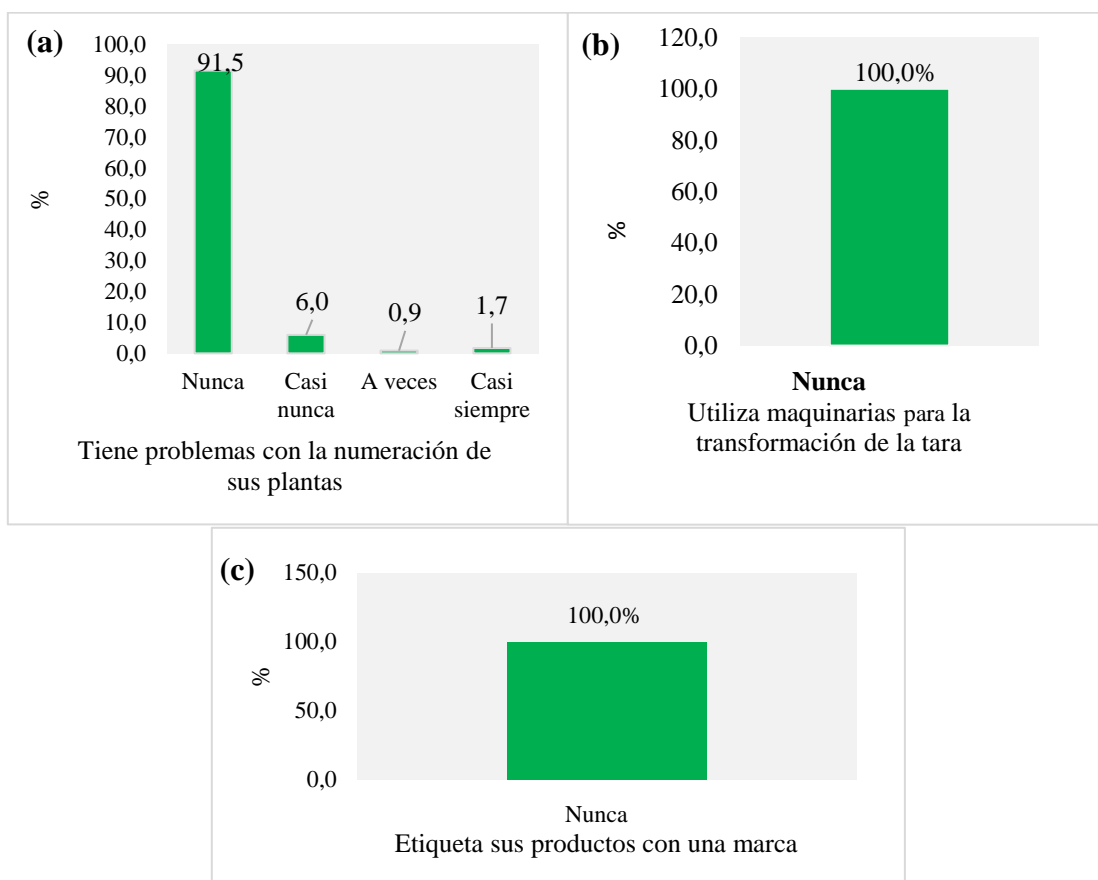 (a)
100,0
90,0
80,0
70,0
60,0
50,0
40,0
30,0
20,0
10,0
0,0
%
91,5
6,0
0,9
1,7
Nunca
Casi
nunca
A veces
Casi
siempre
Tiene problemas con la numeración de
sus plantas
(b)
120,0
100,0
80,0
60,0
40,0
20,0
0,0
%
100,0%
Nunca
Utiliza maquinarias para la
transformación de la tara
(c)
150,0
100,0
50,0
0,0
%
100,0%
Nunca
Etiqueta sus productos con una marca